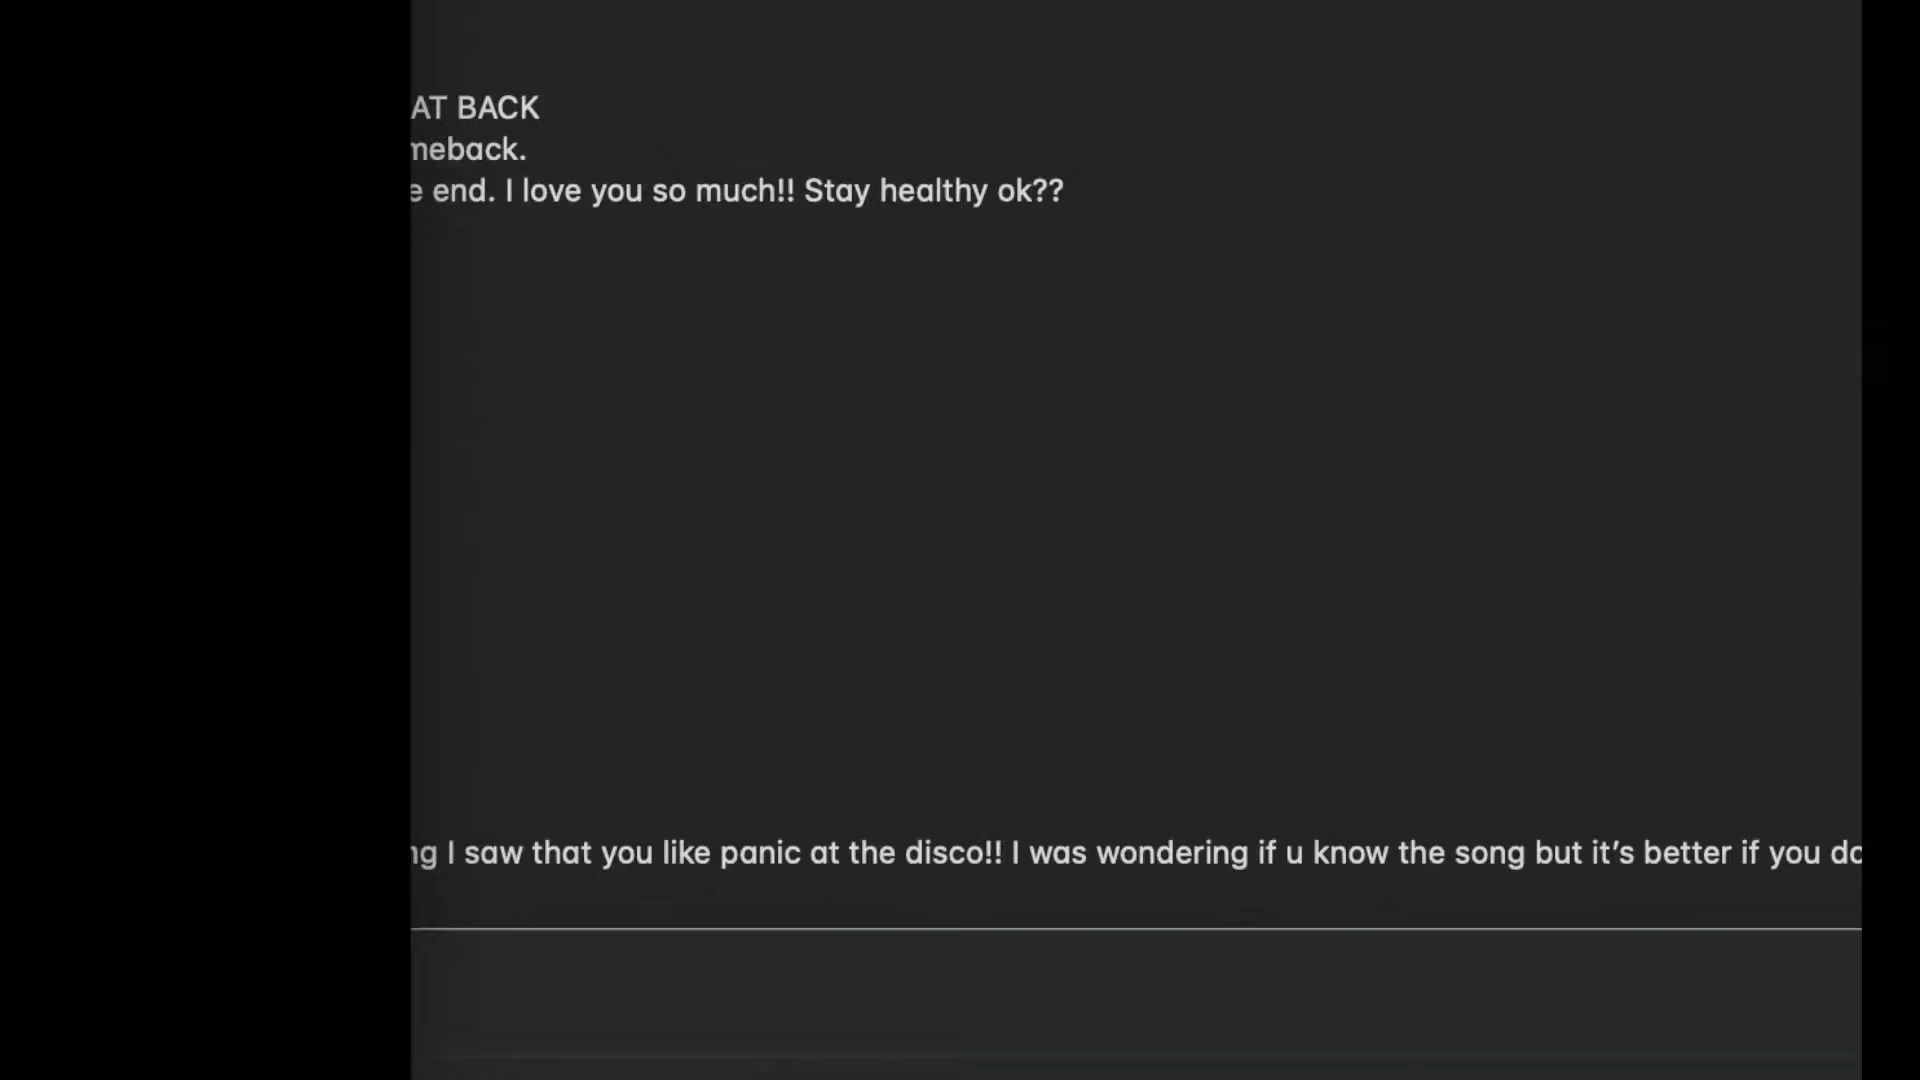 AT BACK
meback.
e end. I love you so much!! Stay healthy ok??
ng I saw that you like panic at the disco!! I was wondering if u know the song but it’s better if you do